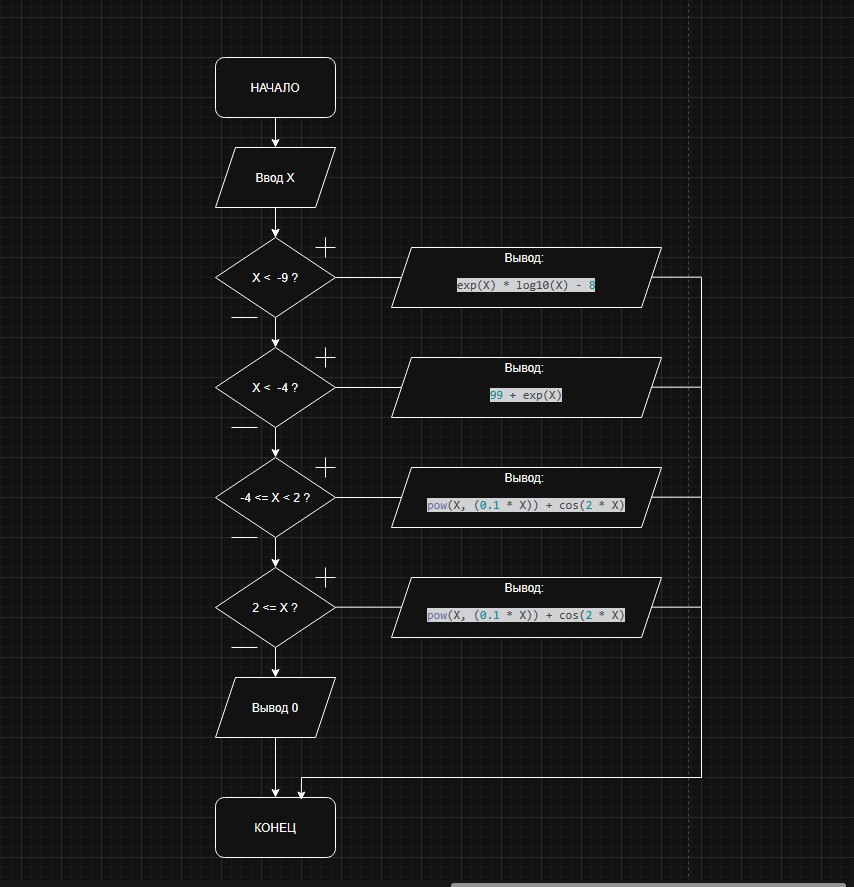 НАЧАЛО
Ввод X
X < -9 ?
Вывод:
exp(X) * log10(X) - 8
X < -4 ?
Вывод:
99 + exp(X)
-4 <= X < 2 ?
Вывод:
pow(X, (0.1 * X)) + cos(2 * X)
2 <= X ?
Вывод:
pow(X, (0.1 * X)) + cos(2 * X)
Вывод 0
КОНЕЦ